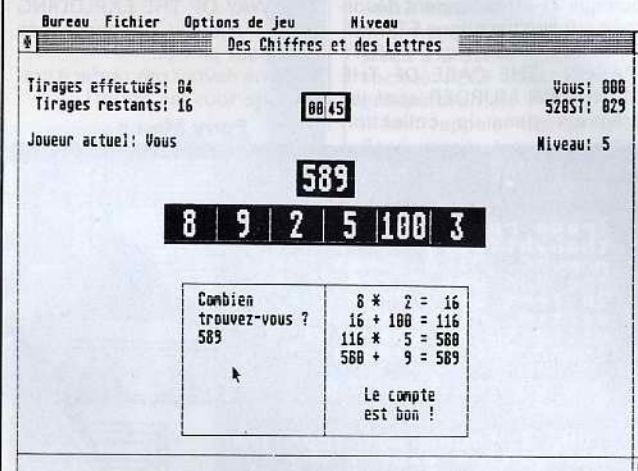 Bureau Fichier Options de jeu Niveau
Des Chiffres et des Lettres
Tirages effectués: 04
Tirages restants: 16
00 45
Vous: 000
520ST: 029
Joueur actuel: Vous
Niveau: 5
589
8 9 2 5 100 3
Combien
trouvez-vous ?
589
8 * 2 = 16
16 + 100 = 116
116 * 5 = 580
580 + 9 = 589
Le compte
est bon !